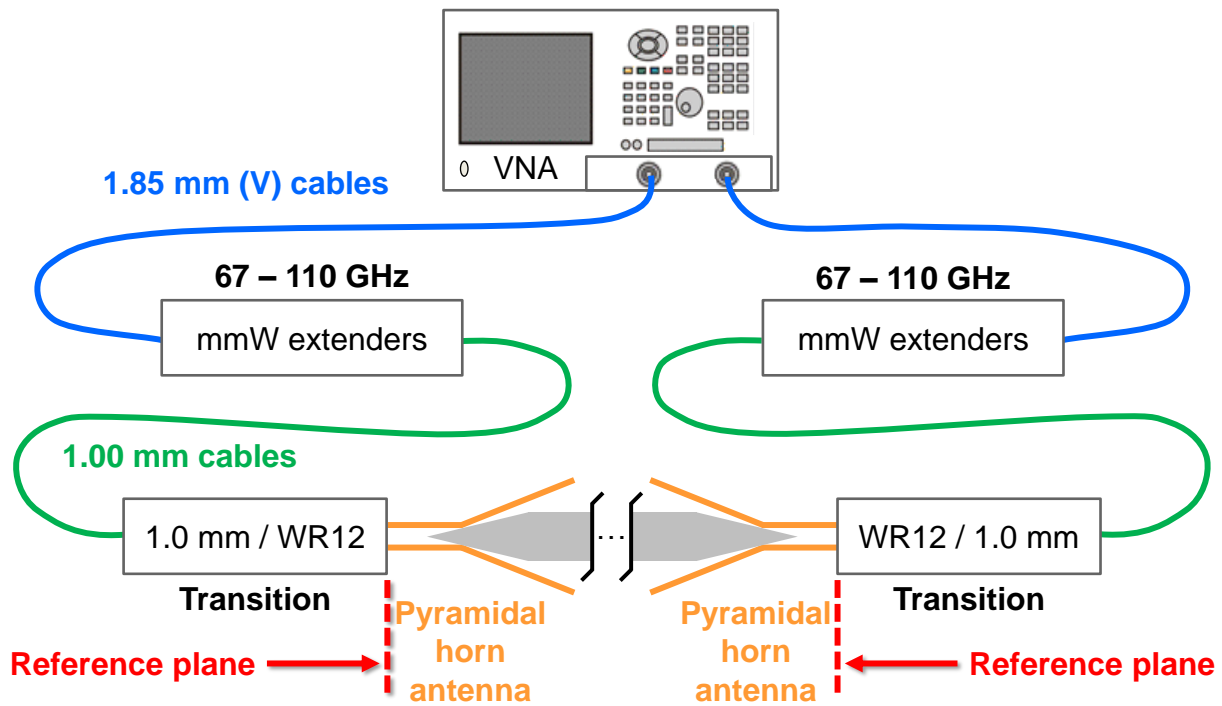 VNA
1.85 mm (V) cables
67 – 110 GHz
67 – 110 GHz
mmW extenders
mmW extenders
1.00 mm cables
1.0 mm / WR12
...
WR12 / 1.0 mm
Transition
Transition
Pyramidal
horn
antenna
Pyramidal
horn
antenna
Reference plane
Reference plane